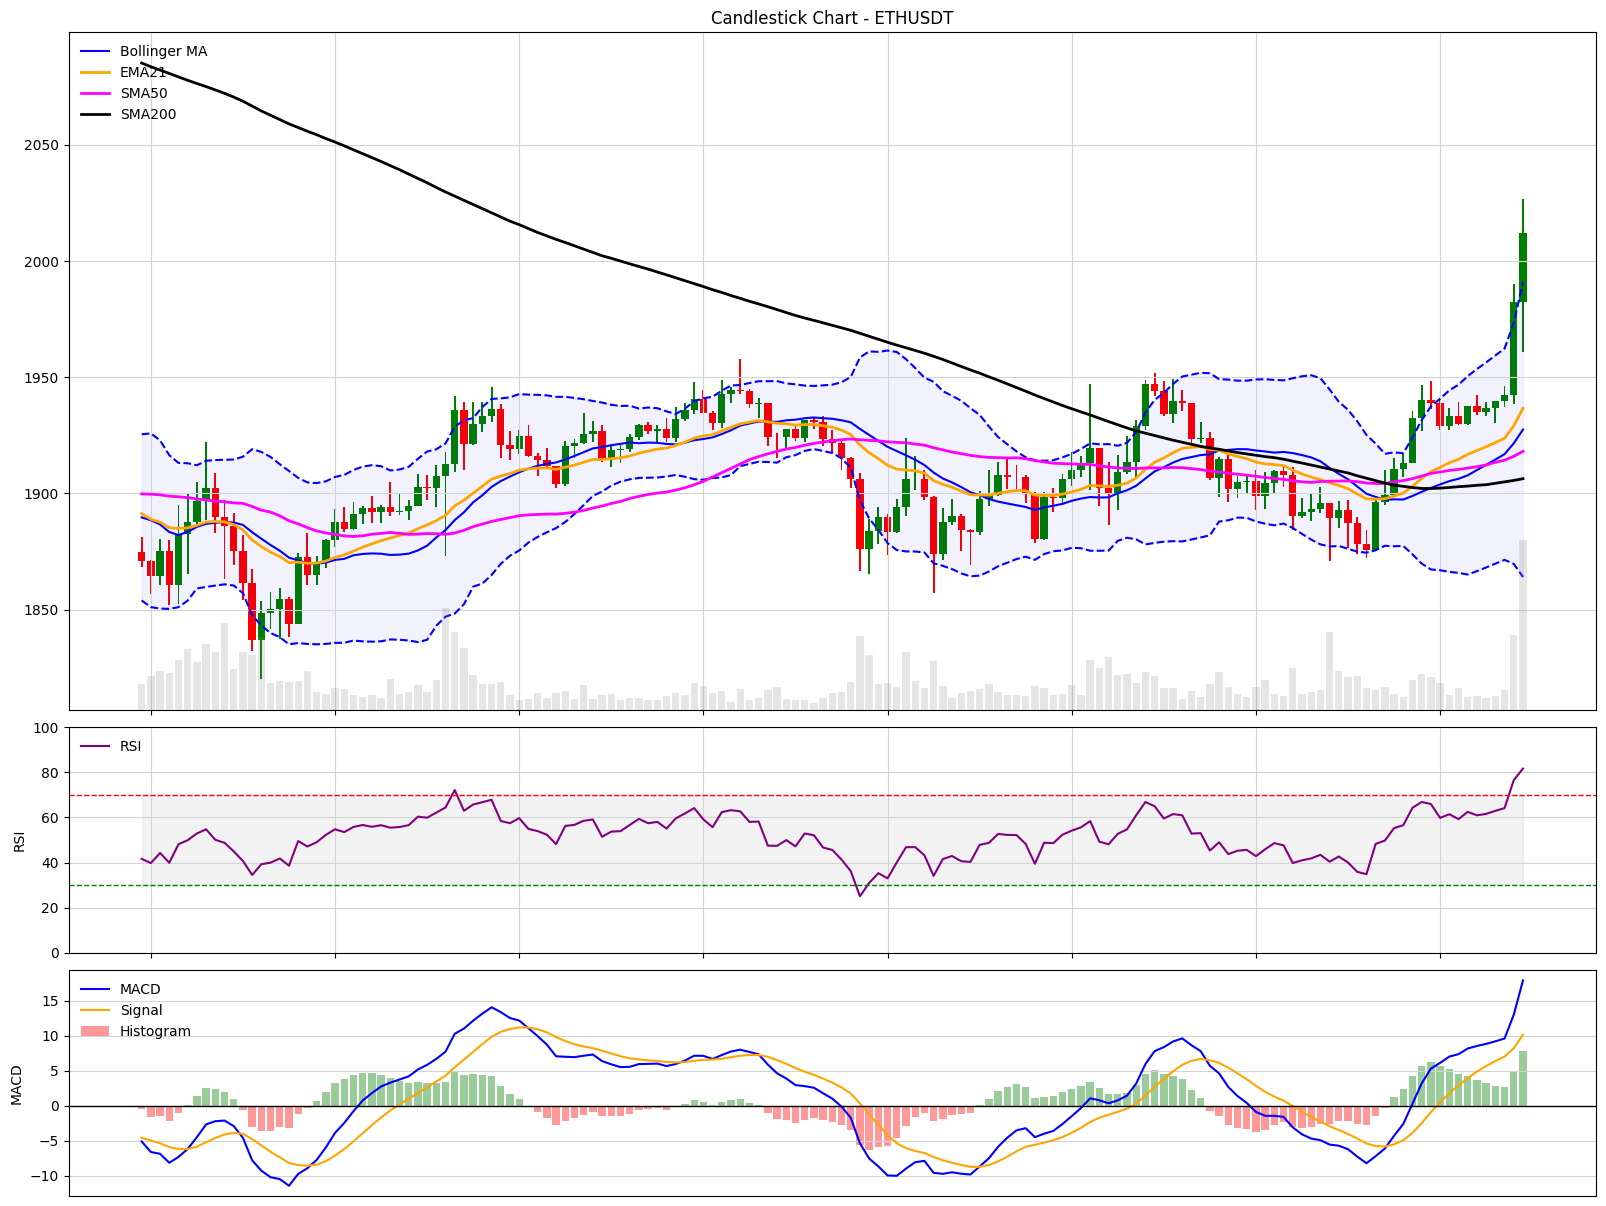 Candlestick Chart - ETHUSDT
Bollinger MA
EMA21
SMA50
SMA200
2050
2000
1950
1900
1850
RSI
100
80
60
40
20
0
RSI
MACD
Signal
Histogram
15
10
5
0
−5
−10
MACD